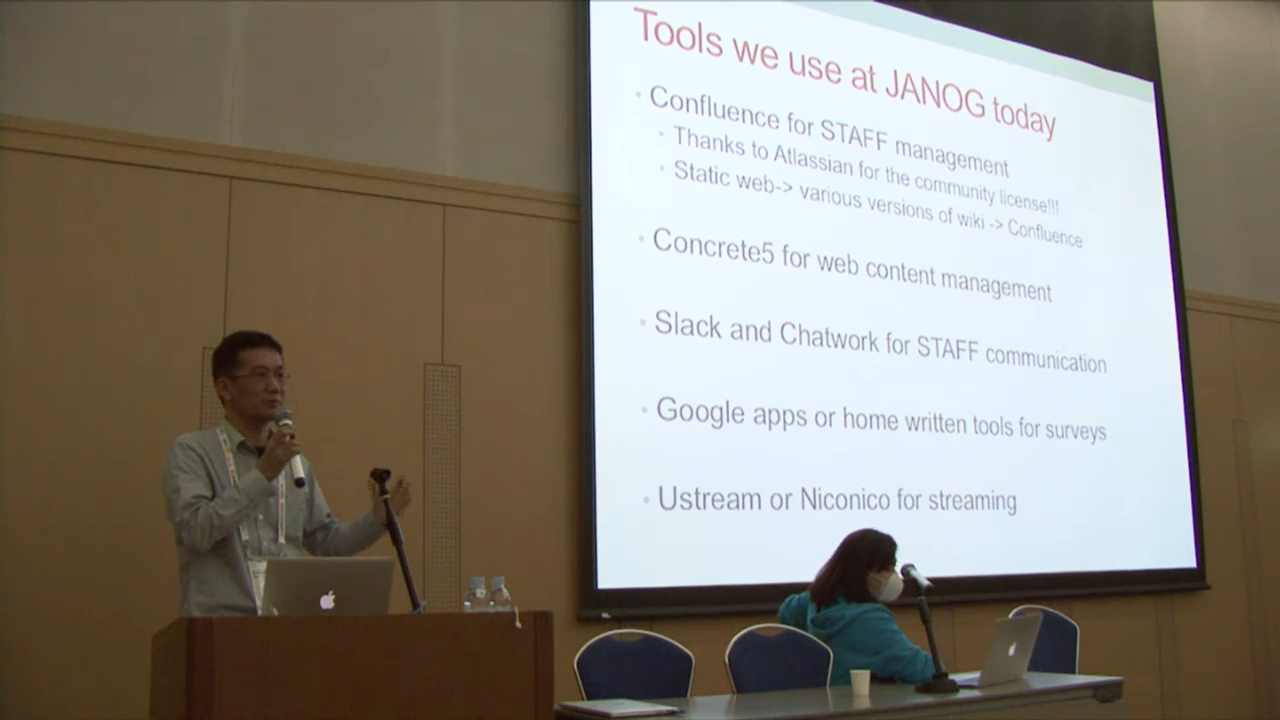 Tools we use at JANOG today
• Confluence for STAFF management
• Thanks to Atlassian for the community license!!!
• Static web-> various versions of wiki -> Confluence
• Concrete5 for web content management
• Slack and Chatwork for STAFF communication
• Google apps or home written tools for surveys
• Ustream or Niconico for streaming